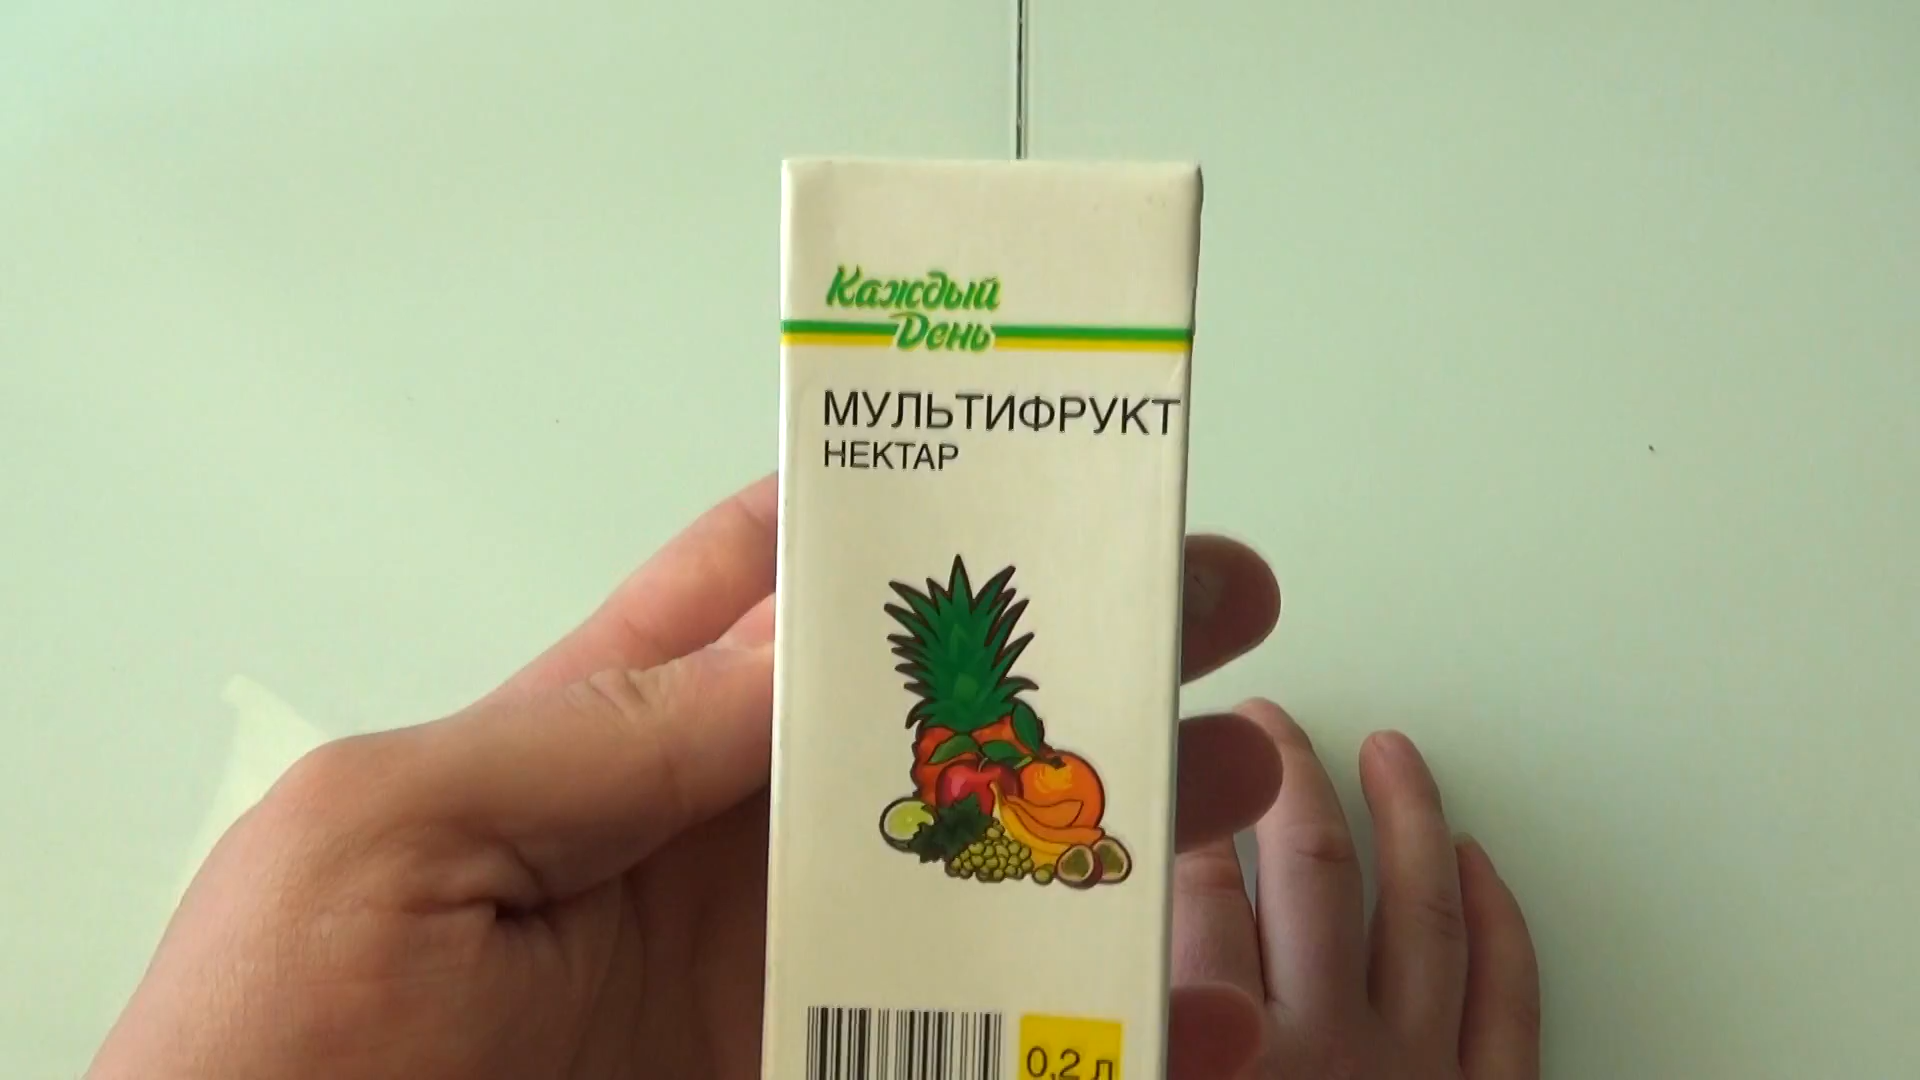 Каждый
День
МУЛЬТИФРУКТ
НЕКТАР
0,2 л